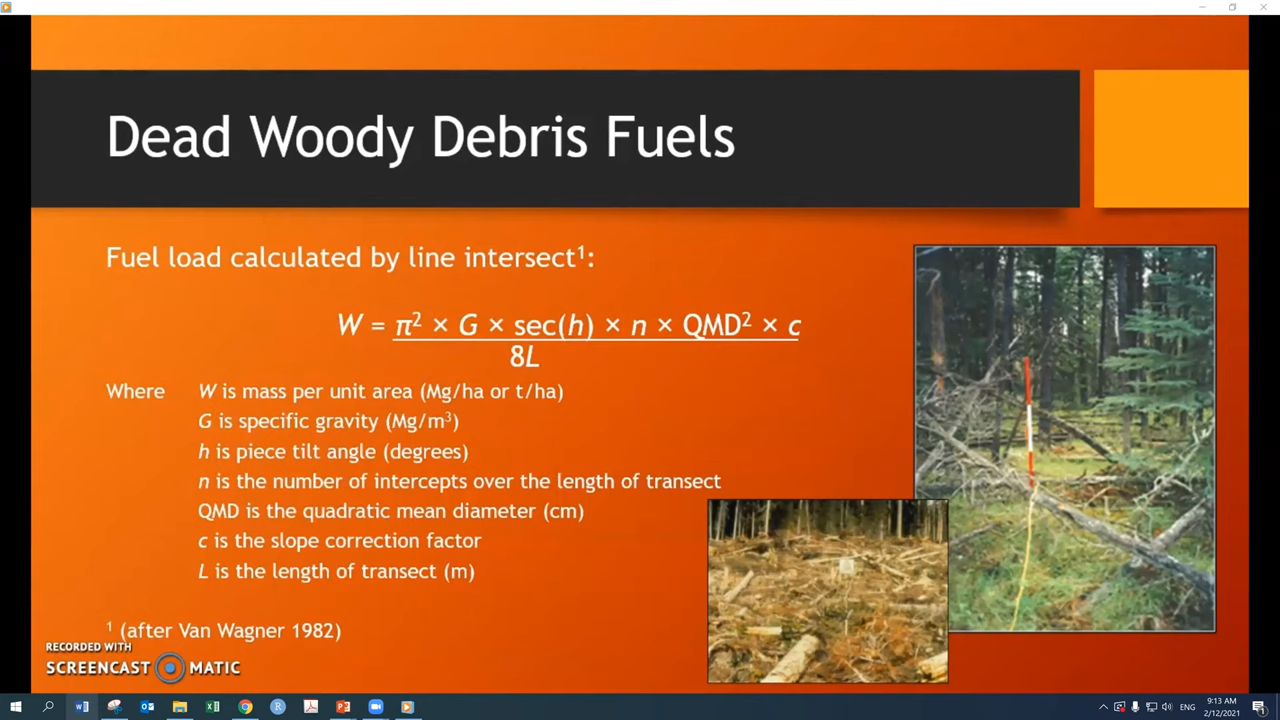 Dead Woody Debris Fuels
Fuel load calculated by line intersect¹:
W = π² × G × sec(h) × n × QMD² × c
8L
Where W is mass per unit area (Mg/ha or t/ha)
G is specific gravity (Mg/m³)
h is piece tilt angle (degrees)
n is the number of intercepts over the length of transect
QMD is the quadratic mean diameter (cm)
c is the slope correction factor
L is the length of transect (m)
¹ (after Van Wagner 1982)
RECORDED WITH
SCREENCAST MATIC
ENG
9:13 AM
2/12/2021